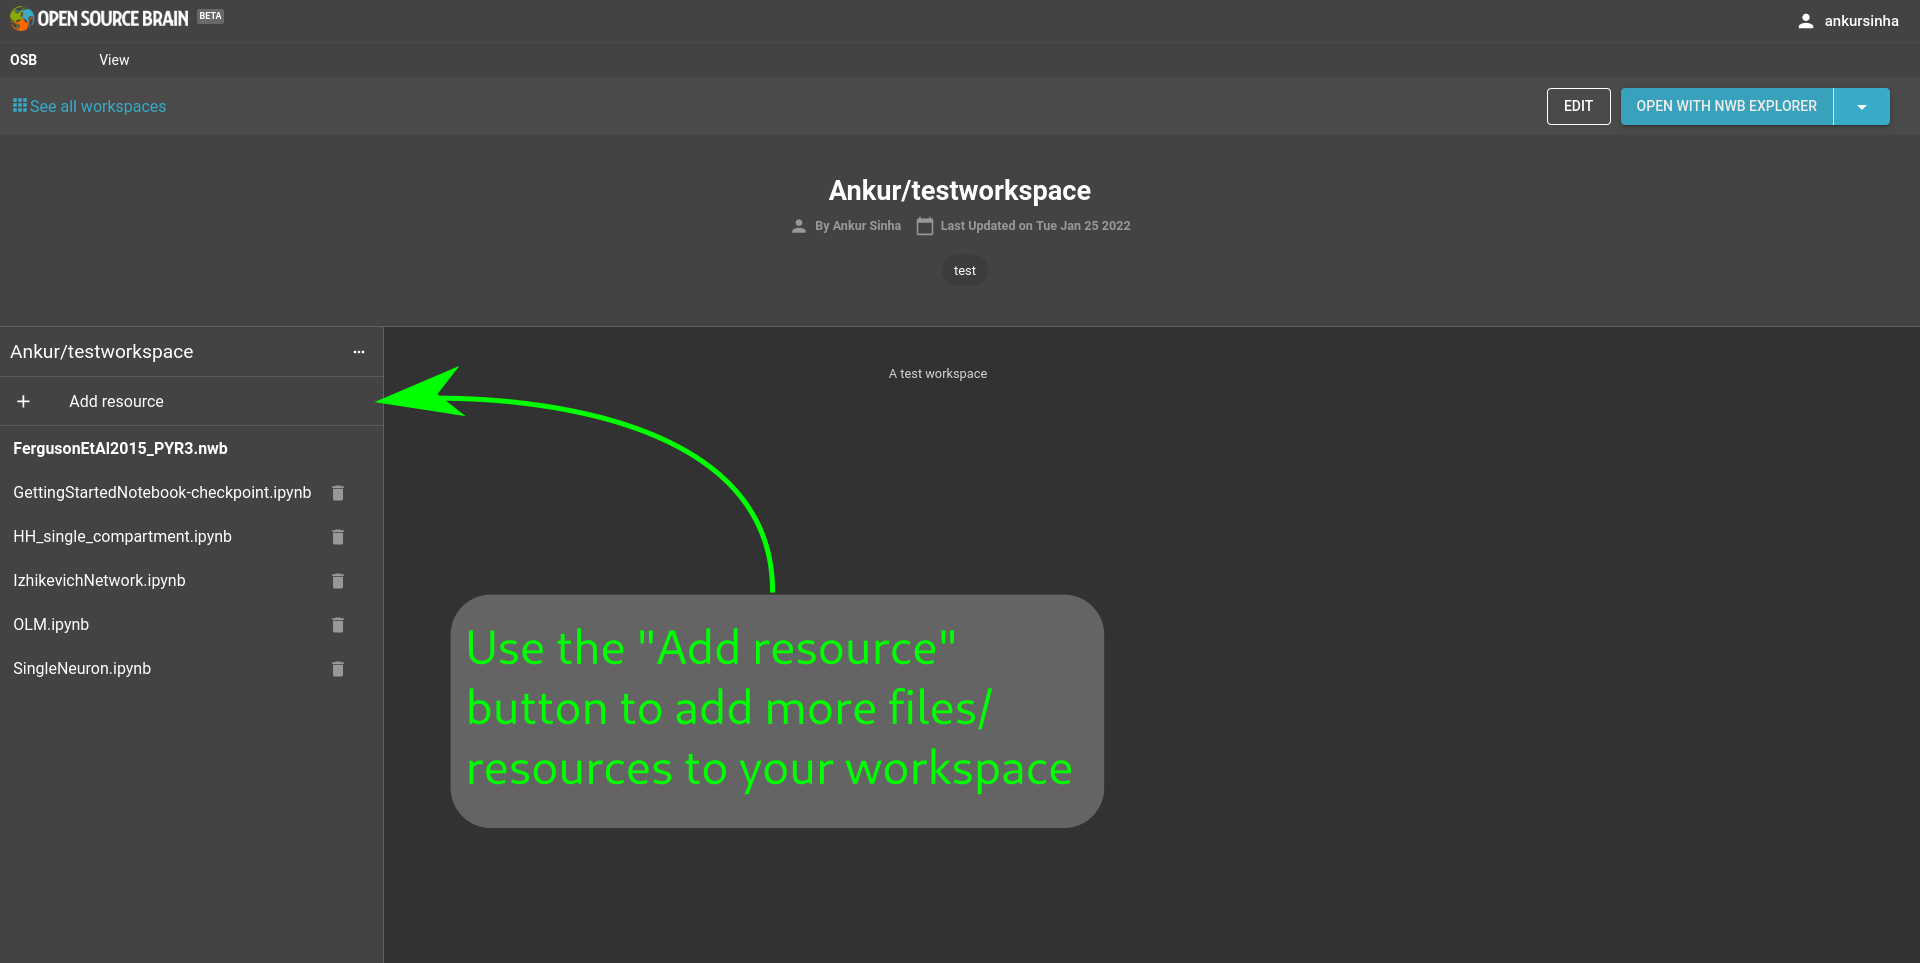 OPEN SOURCE BRAIN BETA
ankursinha
OSB View
See all workspaces
EDIT
OPEN WITH NWB EXPLORER
Ankur/testworkspace
By Ankur Sinha Last Updated on Tue Jan 25 2022
test
Ankur/testworkspace
Add resource
FergusonEtAl2015_PYR3.nwb
GettingStartedNotebook-checkpoint.ipynb
HH_single_compartment.ipynb
IzhikevichNetwork.ipynb
OLM.ipynb
SingleNeuron.ipynb
A test workspace
Use the "Add resource"
button to add more files/
resources to your workspace